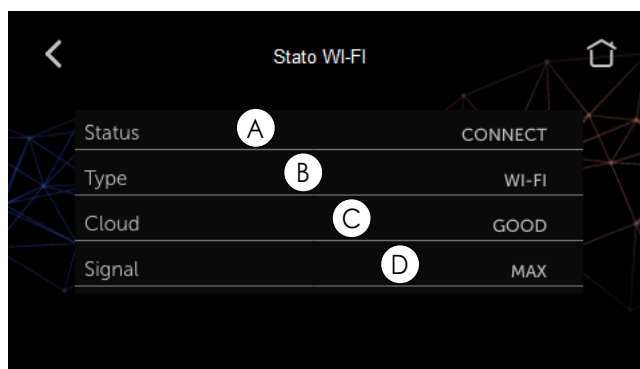 Stato WI-FI
Status A CONNECT
Type B WI-FI
Cloud C GOOD
Signal D MAX